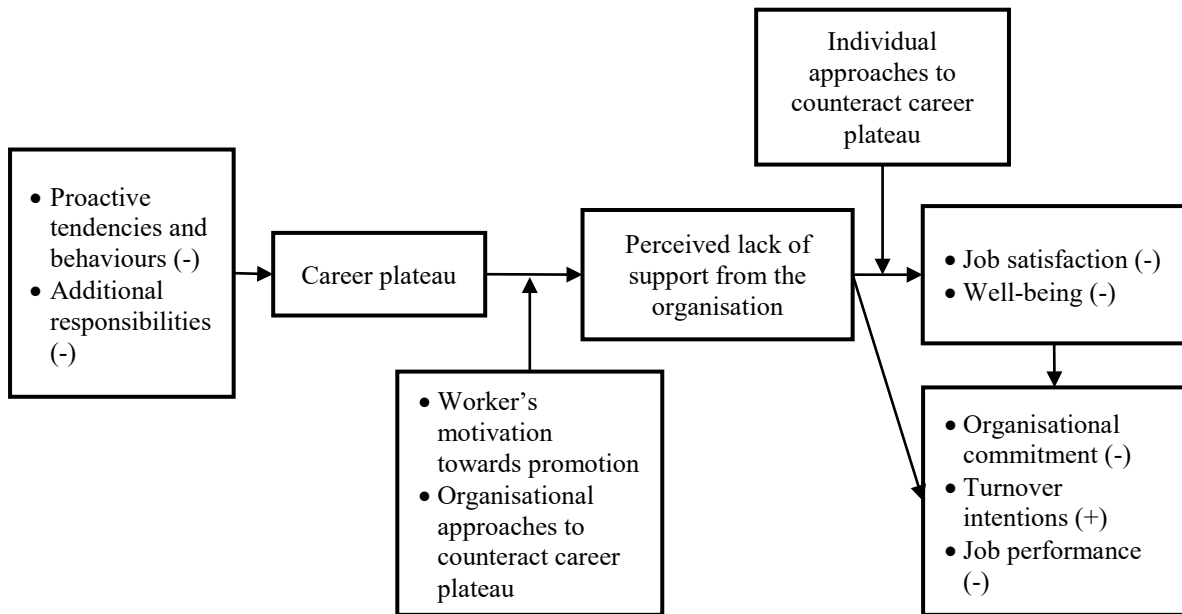 Individual
approaches to
counteract career
plateau
• Proactive
tendencies and
behaviours (-)
• Additional
responsibilities
(-)
Career plateau
Perceived lack of
support from the
organisation
• Job satisfaction (-)
• Well-being (-)
• Worker’s
motivation
towards promotion
• Organisational
approaches to
counteract career
plateau
• Organisational
commitment (-)
• Turnover
intentions (+)
• Job performance
(-)